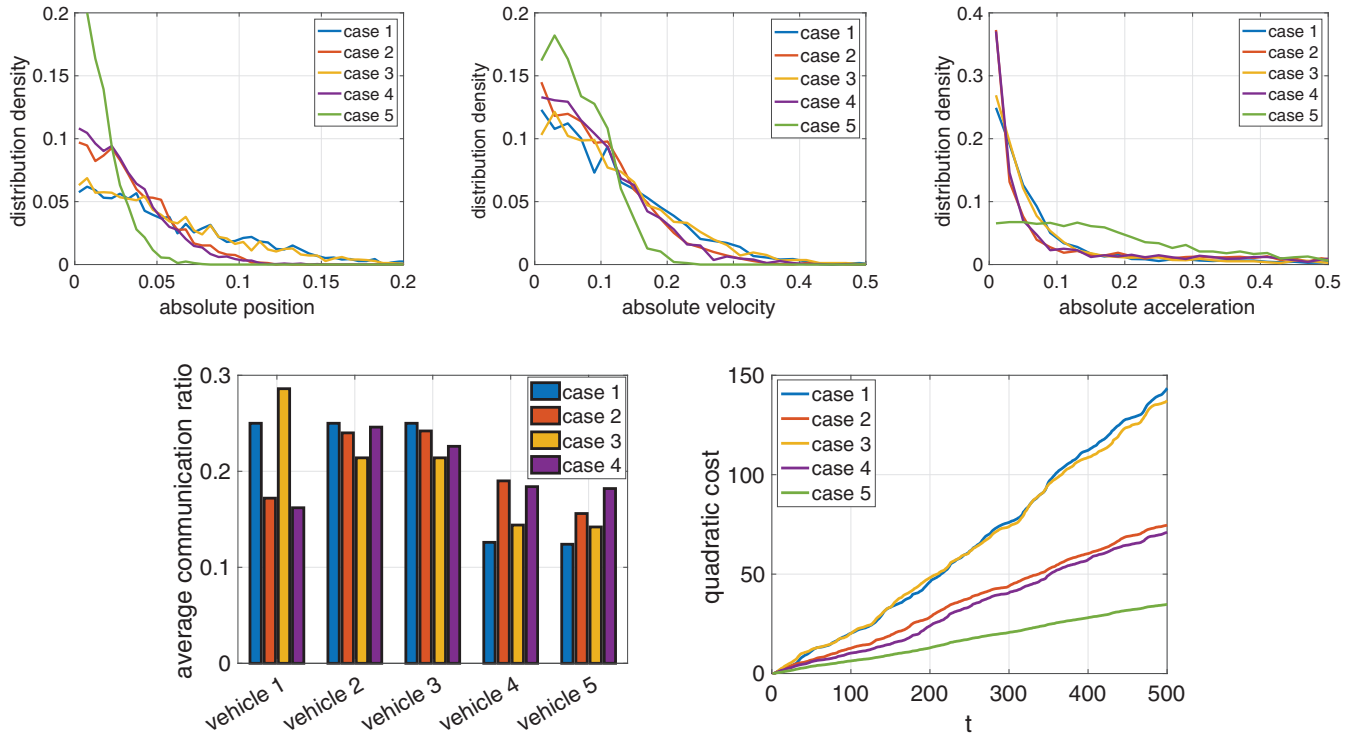 distribution density
0.2
0.15
0.1
0.05
0
0 0.05 0.1 0.15 0.2
absolute position
case 1
case 2
case 3
case 4
case 5
distribution density
0.2
0.15
0.1
0.05
0
0 0.1 0.2 0.3 0.4 0.5
absolute velocity
case 1
case 2
case 3
case 4
case 5
distribution density
0.4
0.3
0.2
0.1
0
0 0.1 0.2 0.3 0.4 0.5
absolute acceleration
case 1
case 2
case 3
case 4
case 5
average communication ratio
0.3
0.2
0.1
0
vehicle 1
vehicle 2
vehicle 3
vehicle 4
vehicle 5
case 1
case 2
case 3
case 4
quadratic cost
150
100
50
0
0 100 200 300 400 500
t
case 1
case 2
case 3
case 4
case 5